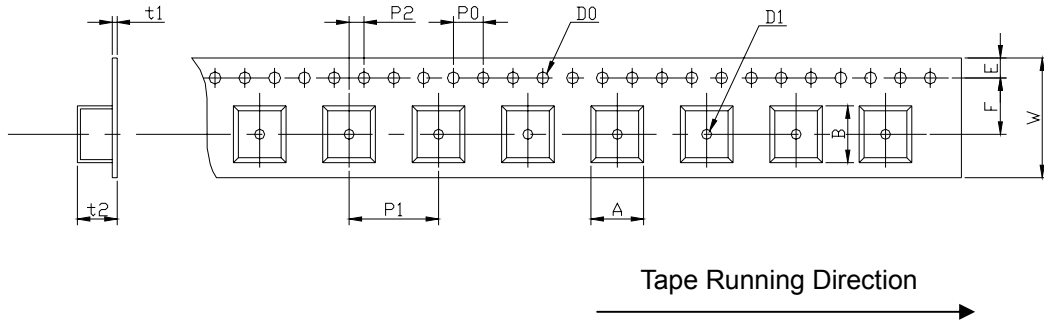 t1
P2
P0
D0
D1
E
F
W
B
t2
P1
A
Tape Running Direction